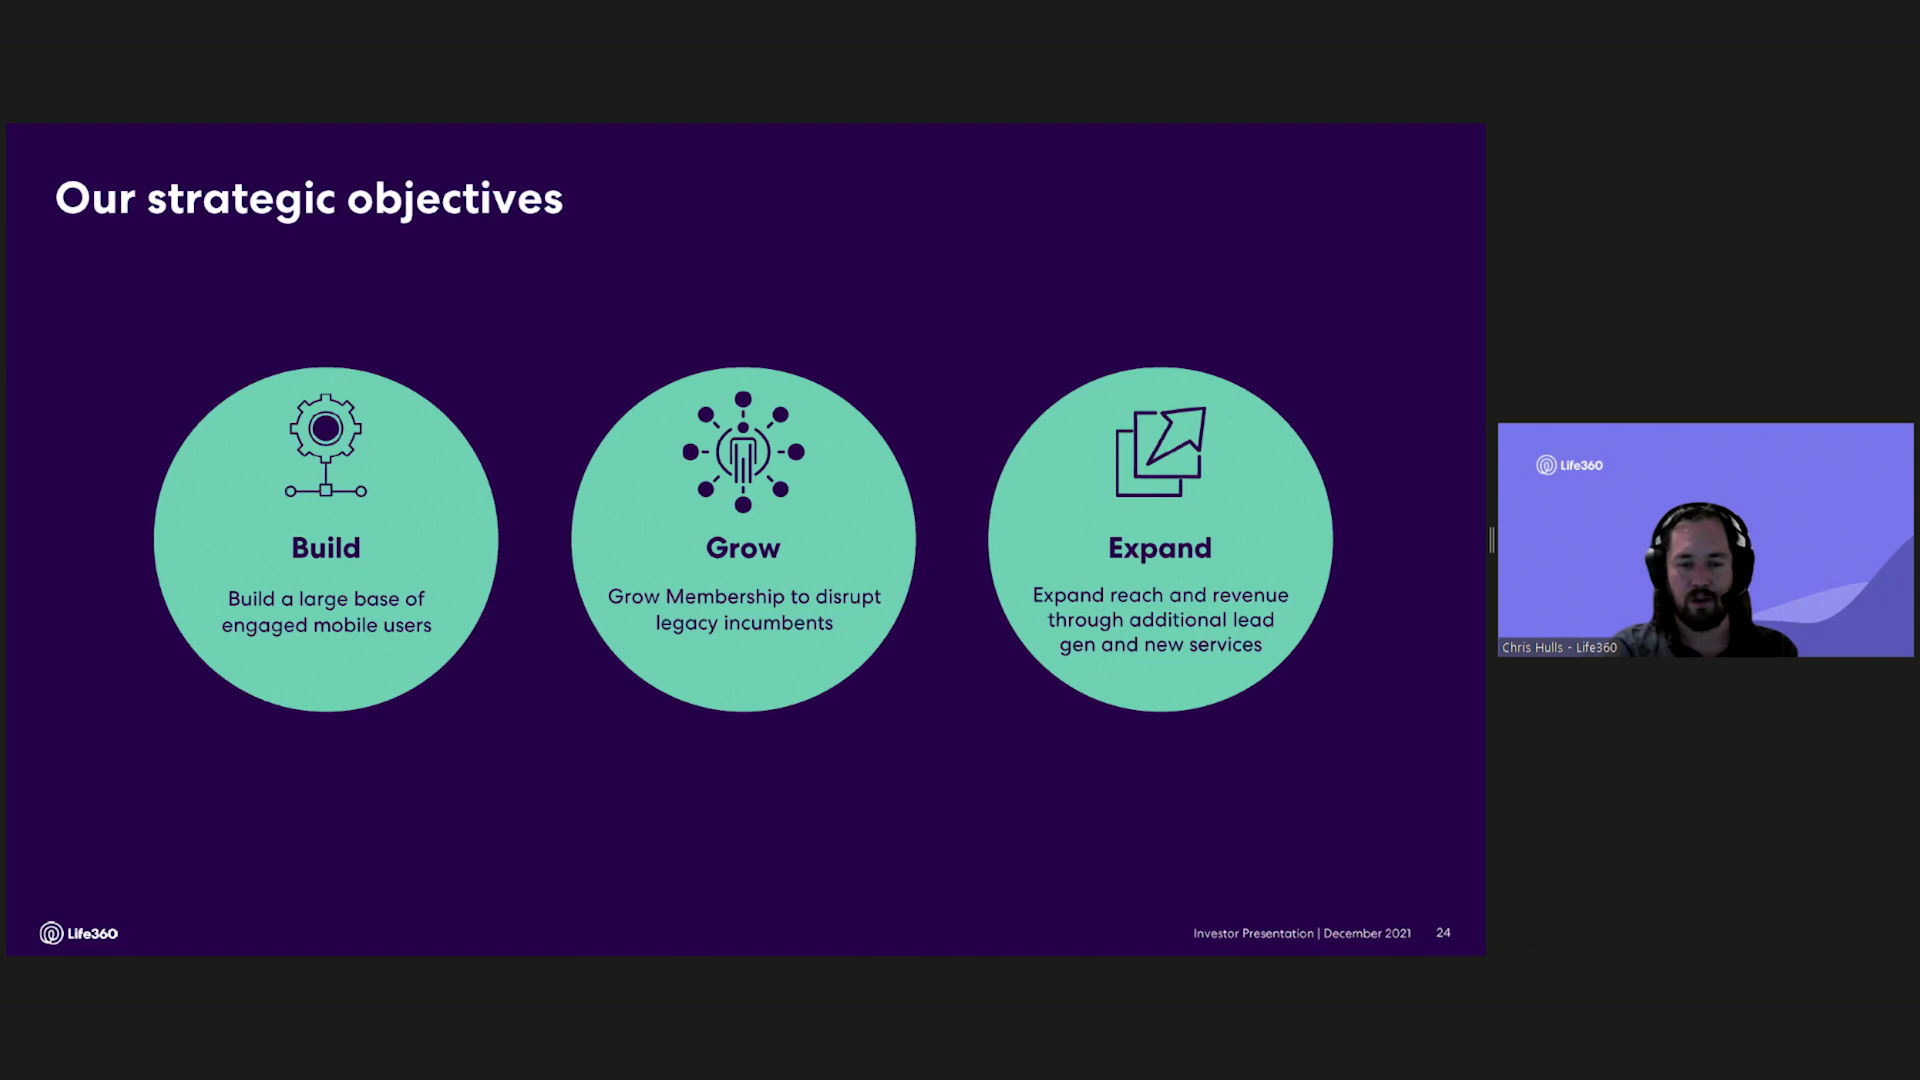 Our strategic objectives
Build
Build a large base of
engaged mobile users
Grow
Grow Membership to disrupt
legacy incumbents
Expand
Expand reach and revenue
through additional lead
gen and new services
Life360
Investor Presentation | December 2021 24
Life360
Chris Hulls - Life360